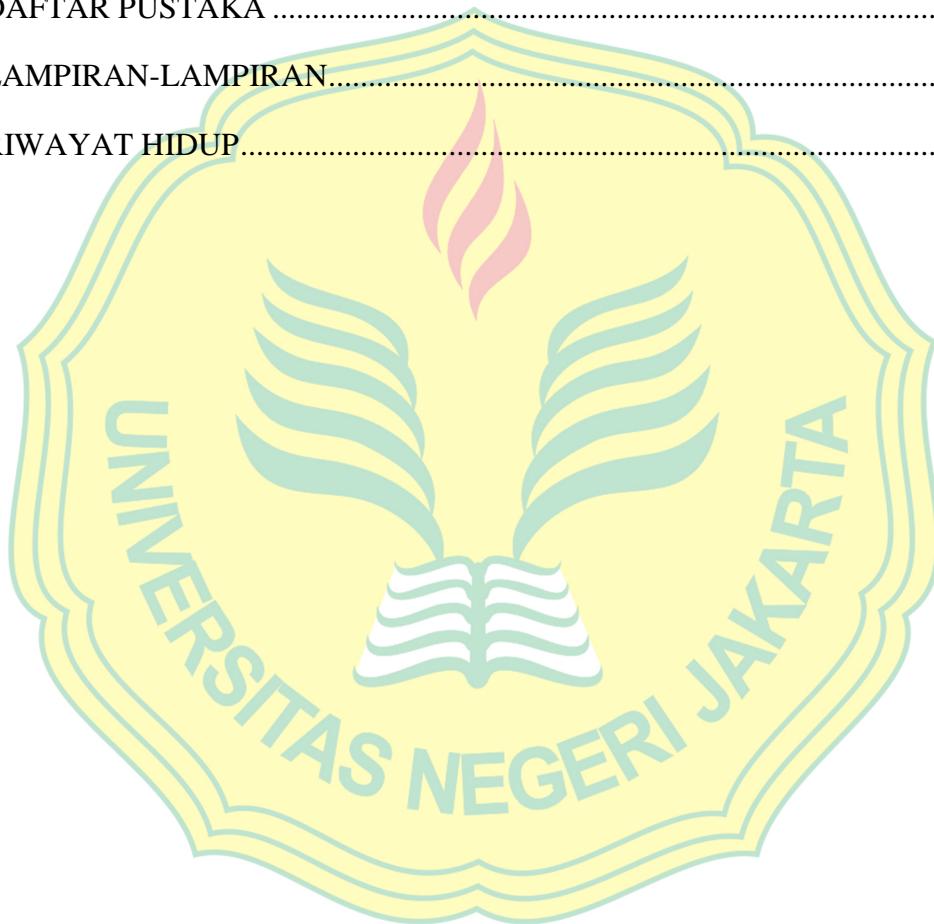 DAFTAR PUSTAKA ..................................................................................
LAMPIRAN-LAMPIRAN...........................................................................
RIWAYAT HIDUP......................................................................................
UNIVERSITAS NEGERI JAKARTA